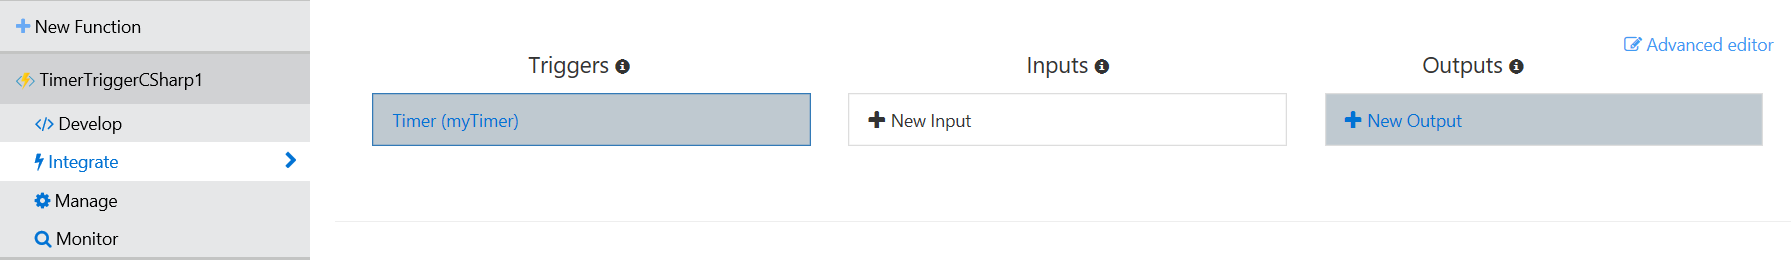 New Function
TimerTriggerCSharp1
Develop
Integrate
Manage
Monitor
Advanced editor
Triggers
Inputs
Outputs
Timer (myTimer)
New Input
New Output